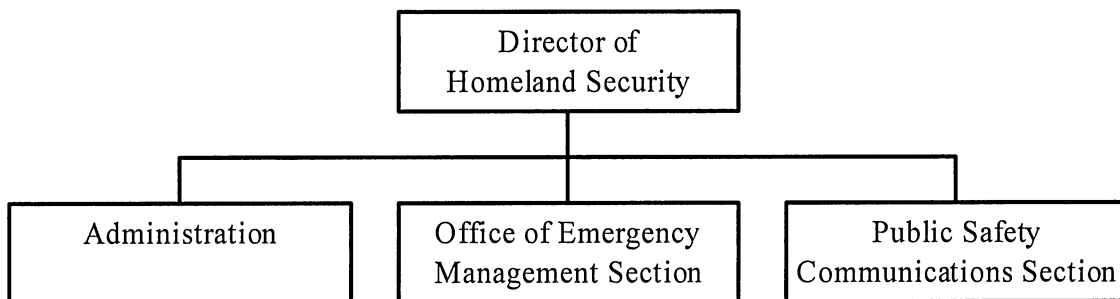 Director of
Homeland Security
Administration
Office of Emergency
Management Section
Public Safety
Communications Section